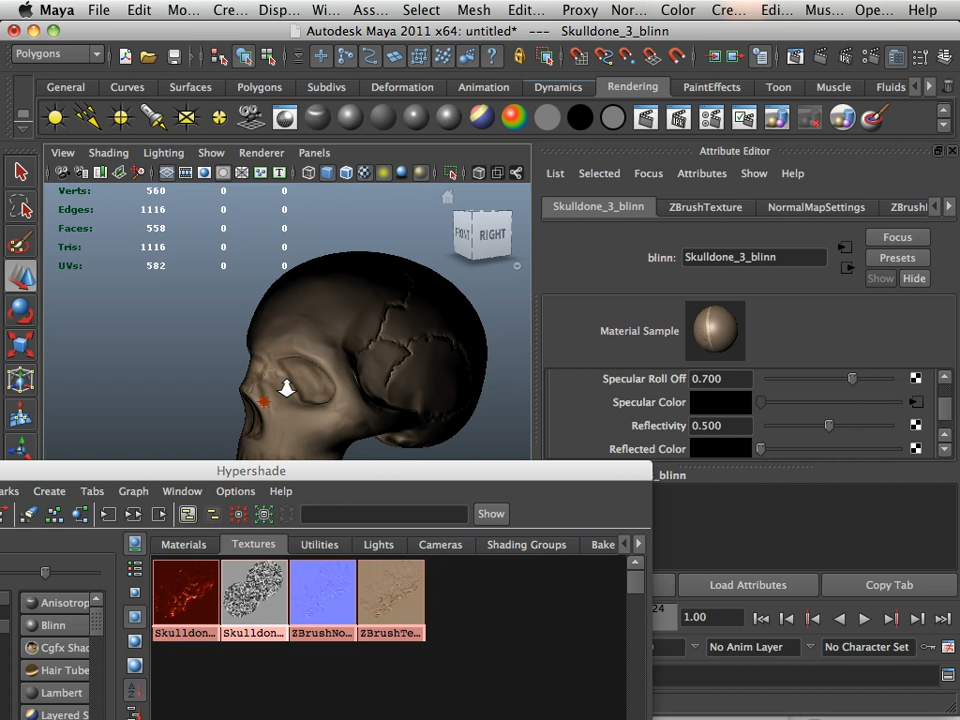 Maya File Edit Mo... Cre... Disp... Wi... Ass... Select Mesh Edit... Proxy Nor... Color Cre... Edi... Mus... Ope... Help
Autodesk Maya 2011 x64: untitled* --- Skulldone_3_blinn
Polygons
General Curves Surfaces Polygons Subdivs Deformation Animation Dynamics Rendering PaintEffects Toon Muscle Fluids
View Shading Lighting Show Renderer Panels
Verts: 560 0 0
Edges: 1116 0 0
Faces: 558 0 0
Tris: 1116 0 0
UVs: 582 0 0
FRONT RIGHT
Attribute Editor
List Selected Focus Attributes Show Help
Skulldone_3_blinn ZBrushTexture NormalMapSettings ZBrushI
blinn: Skulldone_3_blinn
Focus
Presets
Show Hide
Material Sample
Specular Roll Off 0.700
Specular Color
Reflectivity 0.500
Reflected Color
_blinn
Load Attributes Copy Tab
24 1.00
No Anim Layer No Character Set
Hypershade
arks Create Tabs Graph Window Options Help
Show
Materials Textures Utilities Lights Cameras Shading Groups Bake
Skulldon... Skulldon... ZBrushNo... ZBrushTe...
Anisotrop
Blinn
Cgfx Shac
Hair Tube
Lambert
Layered S